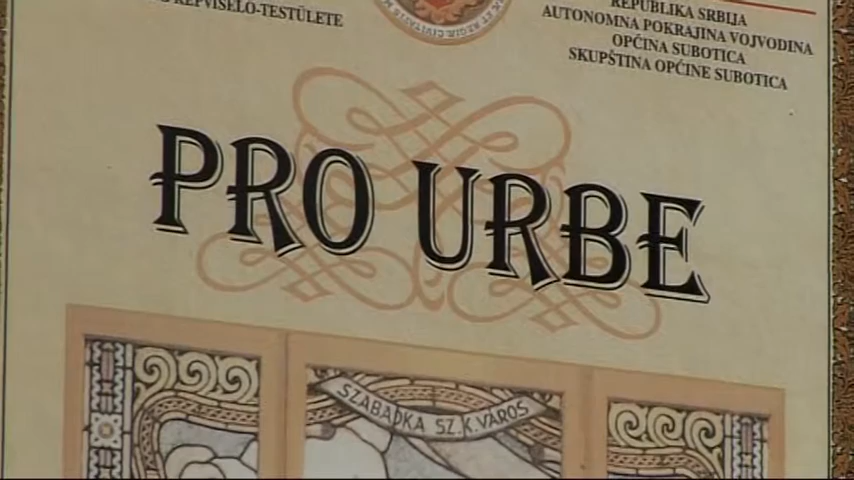 KÉPVISELŐ-TESTÜLETE
REPUBLIKA SRBIJA
AUTONOMNA POKRAJINA VOJVODINA
OPĆINA SUBOTICA
SKUPŠTINA OPĆINE SUBOTICA
PRO URBE
SZABADKA SZ. K. VÁROS